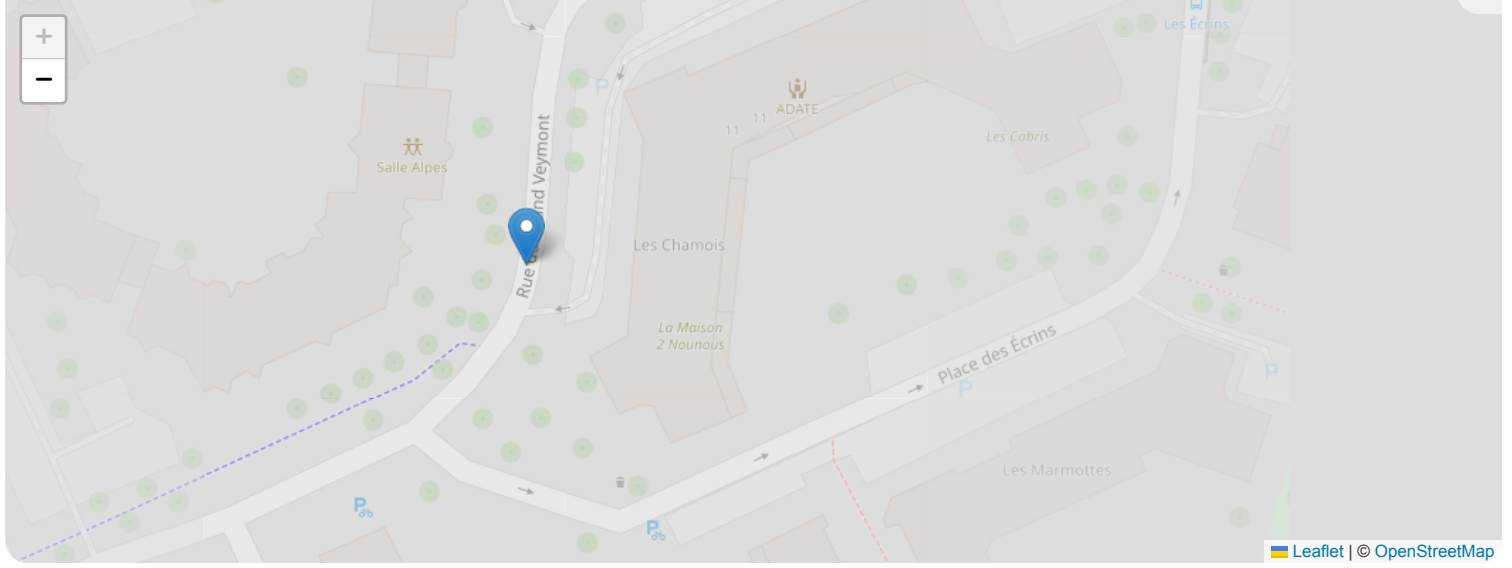 +
−
Les Écrins
P
ADATE
11 11
Les Cabris
Salle Alpes
Rue d
and Veymont
Les Chamois
La Maison
2 Nounous
Place des Écrins
P
P
Les Marmottes
P
P
Leaflet | © OpenStreetMap